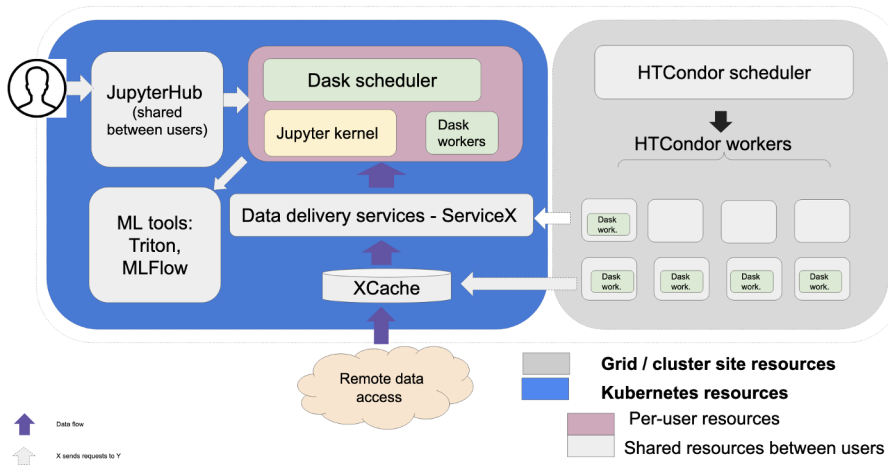 JupyterHub
(shared
between users)
Dask scheduler
Jupyter kernel
Dask
workers
ML tools:
Triton,
MLFlow
Data delivery services - ServiceX
XCache
Remote data
access
HTCondor scheduler
HTCondor workers
Dask
work.
Dask
work.
Dask
work.
Dask
work.
Dask
work.
Grid / cluster site resources
Kubernetes resources
Per-user resources
Shared resources between users
Data flow
X sends requests to Y